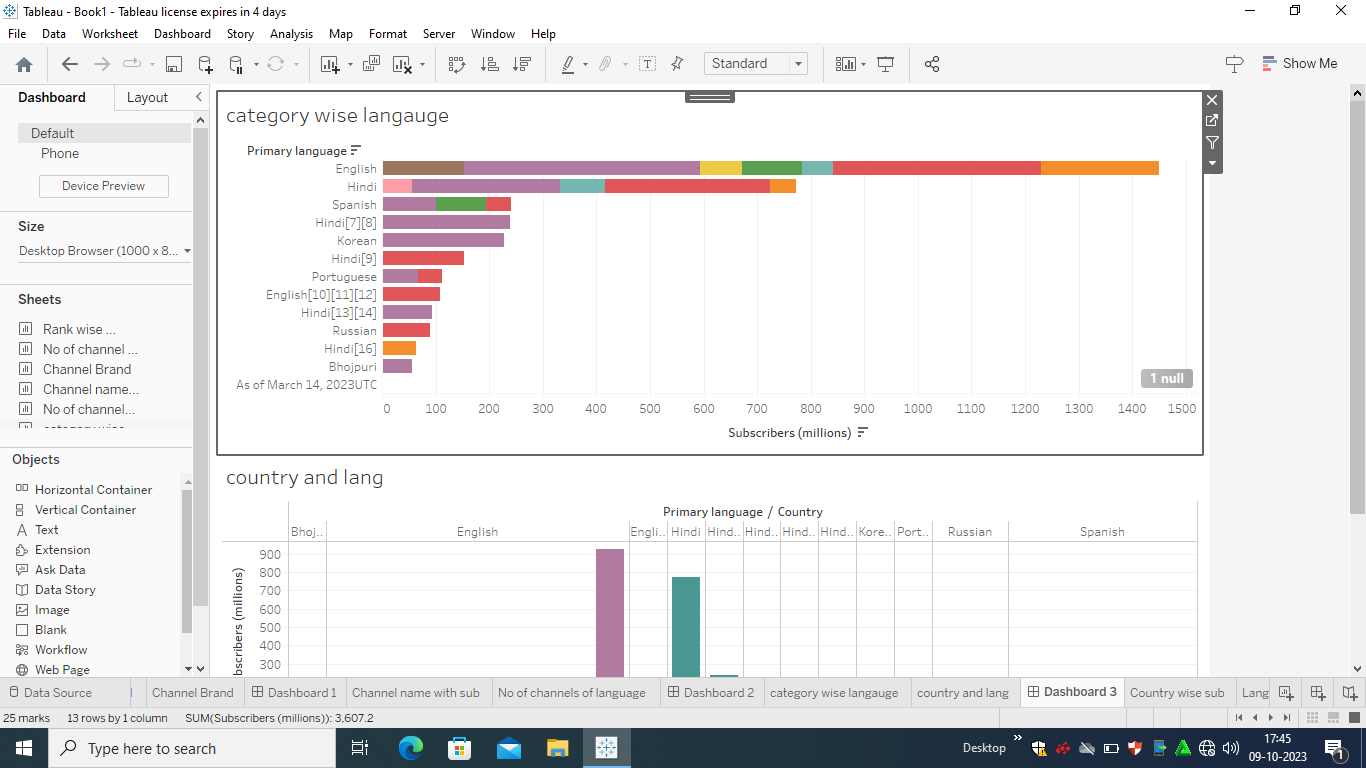 Tableau - Book1 - Tableau license expires in 4 days
File Data Worksheet Dashboard Story Analysis Map Format Server Window Help
Standard
Show Me
Dashboard Layout
Default
Phone
Device Preview
Size
Desktop Browser (1000 x 8...
Sheets
Rank wise ...
No of channel ...
Channel Brand
Channel name...
No of channel...
Objects
Horizontal Container
Vertical Container
Text
Extension
Ask Data
Data Story
Image
Blank
Workflow
Web Page
category wise langauge
Primary language
English
Hindi
Spanish
Hindi[7][8]
Korean
Hindi[9]
Portuguese
English[10][11][12]
Hindi[13][14]
Russian
Hindi[16]
Bhojpuri
As of March 14, 2023UTC
1 null
0 100 200 300 400 500 600 700 800 900 1000 1100 1200 1300 1400 1500
Subscribers (millions)
country and lang
Primary language / Country
Bhoj.. English Engli.. Hindi Hind.. Hind.. Hind.. Hind.. Kore.. Port.. Russian Spanish
900
800
700
600
500
400
300
bscribers (millions)
Data Source Channel Brand Dashboard 1 Channel name with sub No of channels of language Dashboard 2 category wise langauge country and lang Dashboard 3 Country wise sub Lang
25 marks 13 rows by 1 column SUM(Subscribers (millions)): 3,607.2
Type here to search
Desktop
17:45
09-10-2023
1